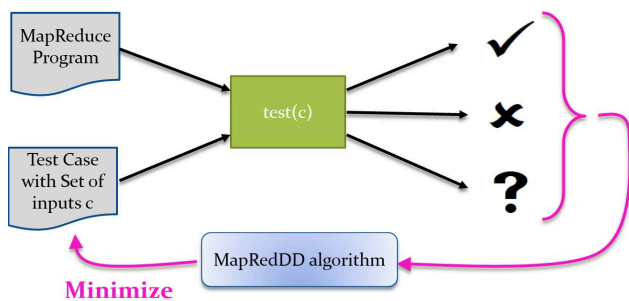 MapReduce
Program
test(c)
Test Case
with Set of
inputs c
?
MapRedDD algorithm
Minimize